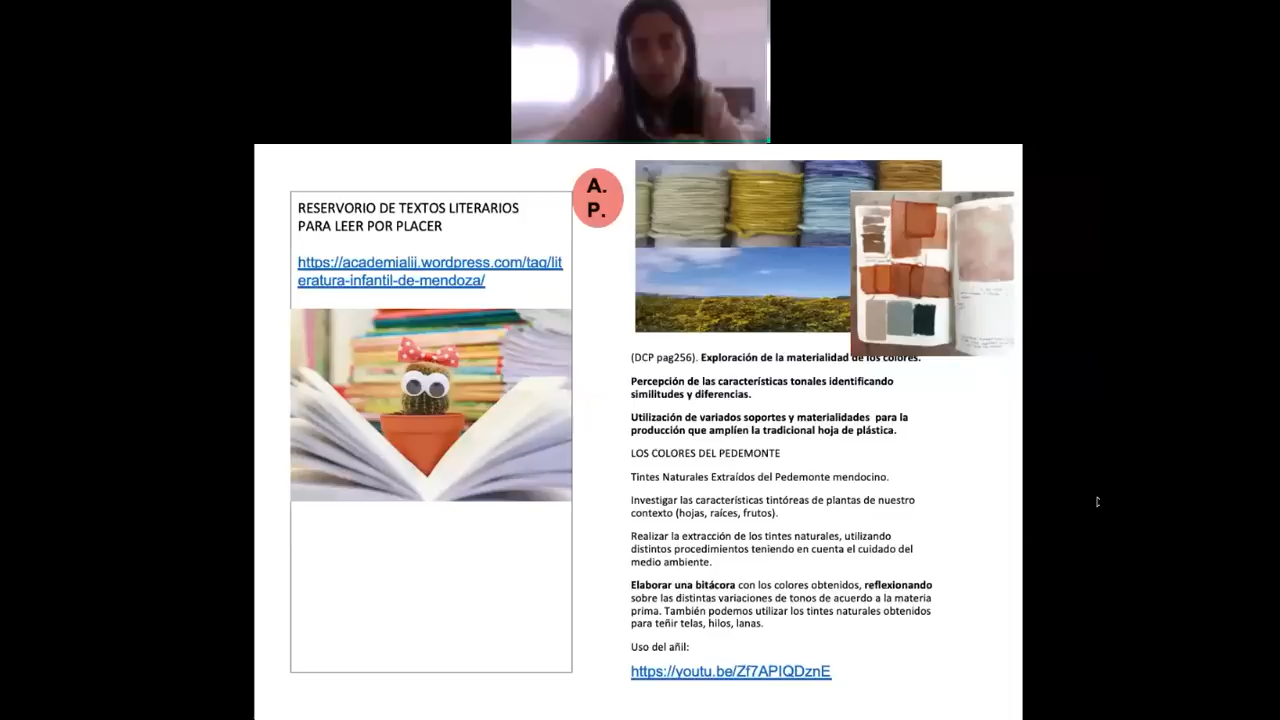 RESERVORIO DE TEXTOS LITERARIOS
PARA LEER POR PLACER
https://academialij.wordpress.com/tag/lit
eratura-infantil-de-mendoza/
A.
P.
(DCP pag256). Exploración de la materialidad de los colores.
Percepción de las características tonales identificando
similitudes y diferencias.
Utilización de variados soportes y materialidades para la
producción que amplíen la tradicional hoja de plástica.
LOS COLORES DEL PEDEMONTE
Tintes Naturales Extraídos del Pedemonte mendocino.
Investigar las características tintóreas de plantas de nuestro
contexto (hojas, raíces, frutos).
Realizar la extracción de los tintes naturales, utilizando
distintos procedimientos teniendo en cuenta el cuidado del
medio ambiente.
Elaborar una bitácora con los colores obtenidos, reflexionando
sobre las distintas variaciones de tonos de acuerdo a la materia
prima. También podemos utilizar los tintes naturales obtenidos
para teñir telas, hilos, lanas.
Uso del añil:
https://youtu.be/Zf7APIQDznE